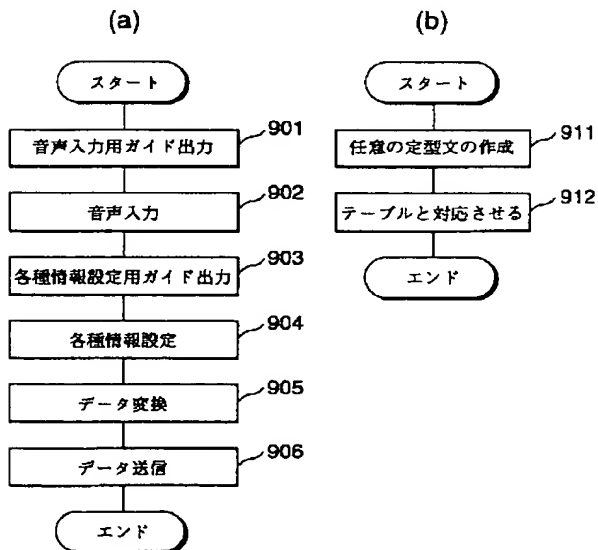 (a)
スタート
音声入力用ガイド出力
901
音声入力
902
各種情報設定用ガイド出力
903
各種情報設定
904
データ変換
905
データ送信
906
エンド
(b)
スタート
任意の定型文の作成
911
テーブルと対応させる
912
エンド